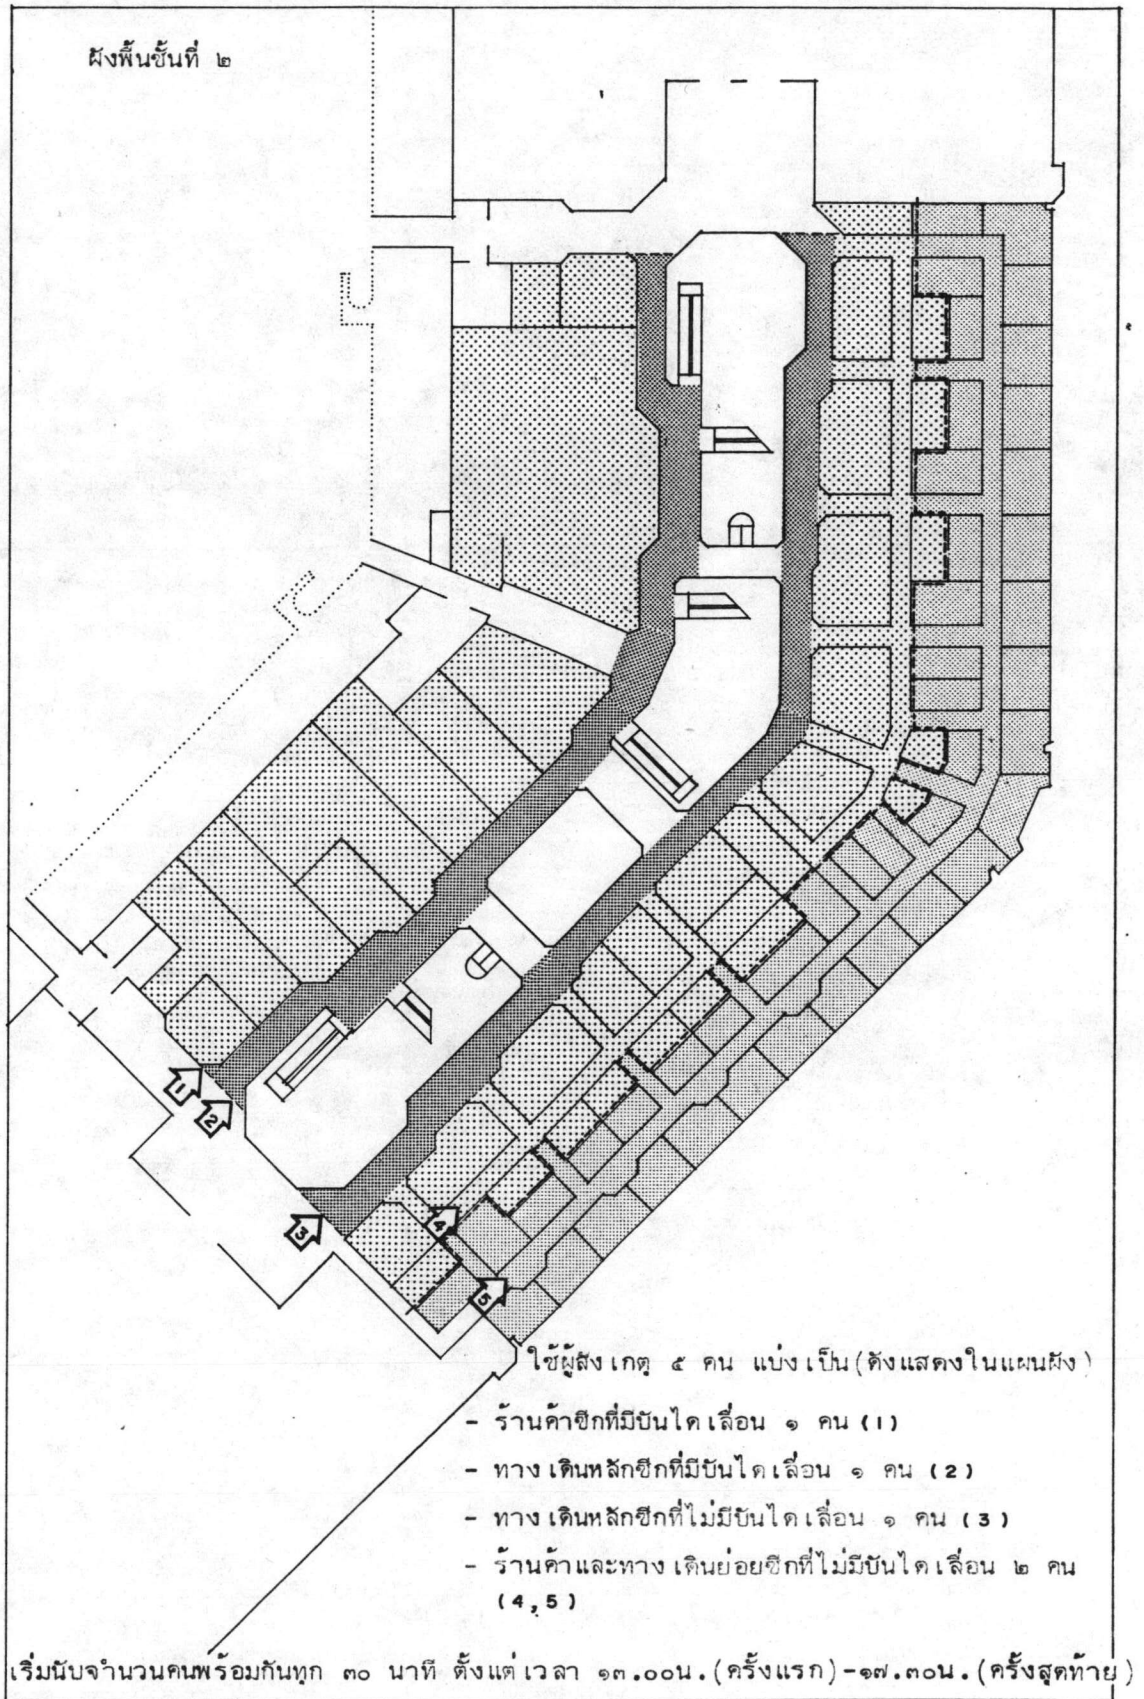 ผังพื้นชั้นที่ ๒
1
2
3
4
5
ใช้ผู้สังเกตุ ๕ คน แบ่งเป็น(ดังแสดงในแผนผัง)
- ร้านค้าซีกที่มีบันไดเลื่อน ๑ คน (1)
- ทางเดินหลักซีกที่มีบันไดเลื่อน ๑ คน (2)
- ทางเดินหลักซีกที่ไม่มีบันไดเลื่อน ๑ คน (3)
- ร้านค้าและทางเดินย่อยซีกที่ไม่มีบันไดเลื่อน ๒ คน
(4,5)
เริ่มนับจำนวนคนพร้อมกันทุก ๓๐ นาที ตั้งแต่เวลา ๑๓.๐๐น.(ครั้งแรก)-๑๗.๓๐น.(ครั้งสุดท้าย)